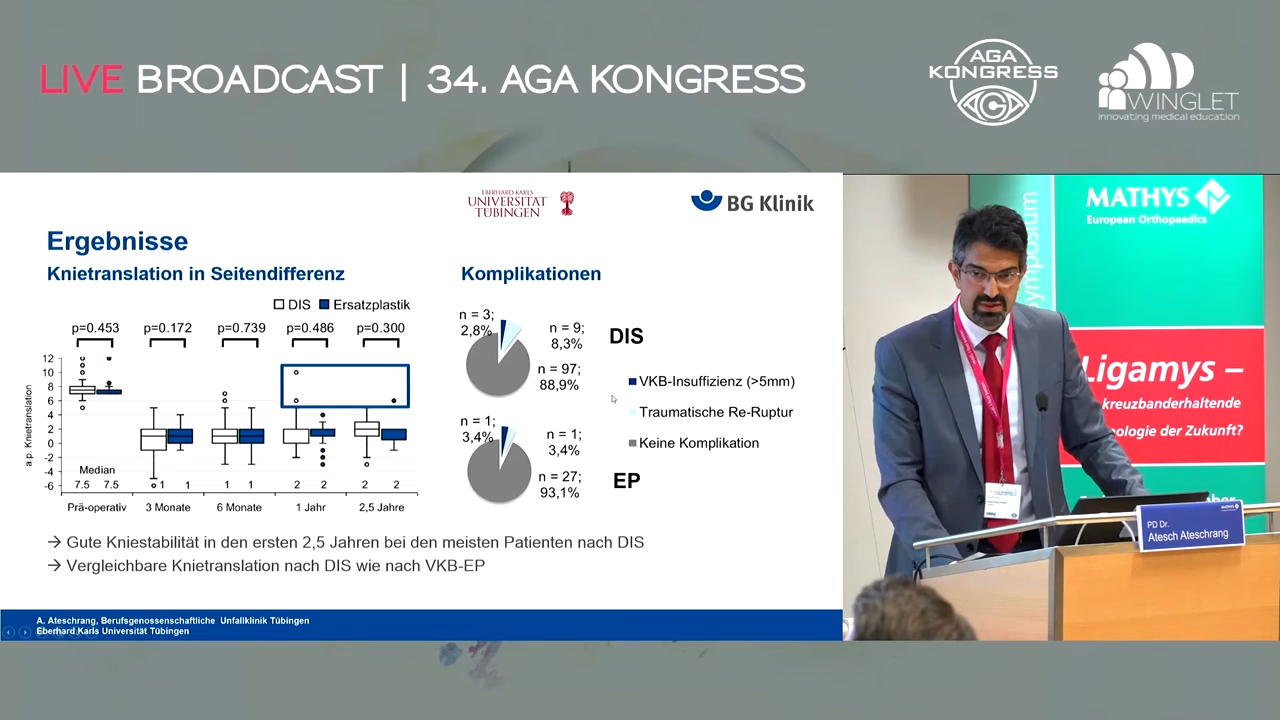 LIVE BROADCAST | 34. AGA KONGRESS
AGA
KONGRESS
AGA
WINGLET
innovating medical education
EBERHARD KARLS
UNIVERSITÄT
TÜBINGEN
BG Klinik
Ergebnisse
Knietranslation in Seitendifferenz
DIS Ersatzplastik
p=0.453 p=0.172 p=0.739 p=0.486 p=0.300
a.p. Knietranslation
12
10
8
6
4
2
0
-2
-4
-6
Median
7.5 7.5 1 1 1 1 2 2 2 2
Prä-operativ 3 Monate 6 Monate 1 Jahr 2,5 Jahre
Komplikationen
n = 3;
2,8%
n = 9;
8,3%
n = 97;
88,9%
DIS
VKB-Insuffizienz (>5mm)
Traumatische Re-Ruptur
Keine Komplikation
n = 1;
3,4%
n = 1;
3,4%
n = 27;
93,1%
EP
→ Gute Kniestabilität in den ersten 2,5 Jahren bei den meisten Patienten nach DIS
→ Vergleichbare Knietranslation nach DIS wie nach VKB-EP
A. Ateschrang, Berufsgenossenschaftliche Unfallklinik Tübingen
Eberhard Karls Universität Tübingen
MATHYS
European Orthopaedics
ymposium
Ligamys –
kreuzbanderhaltende
nologie der Zukunft?
ber
PD Dr.
Atesch Ateschrang